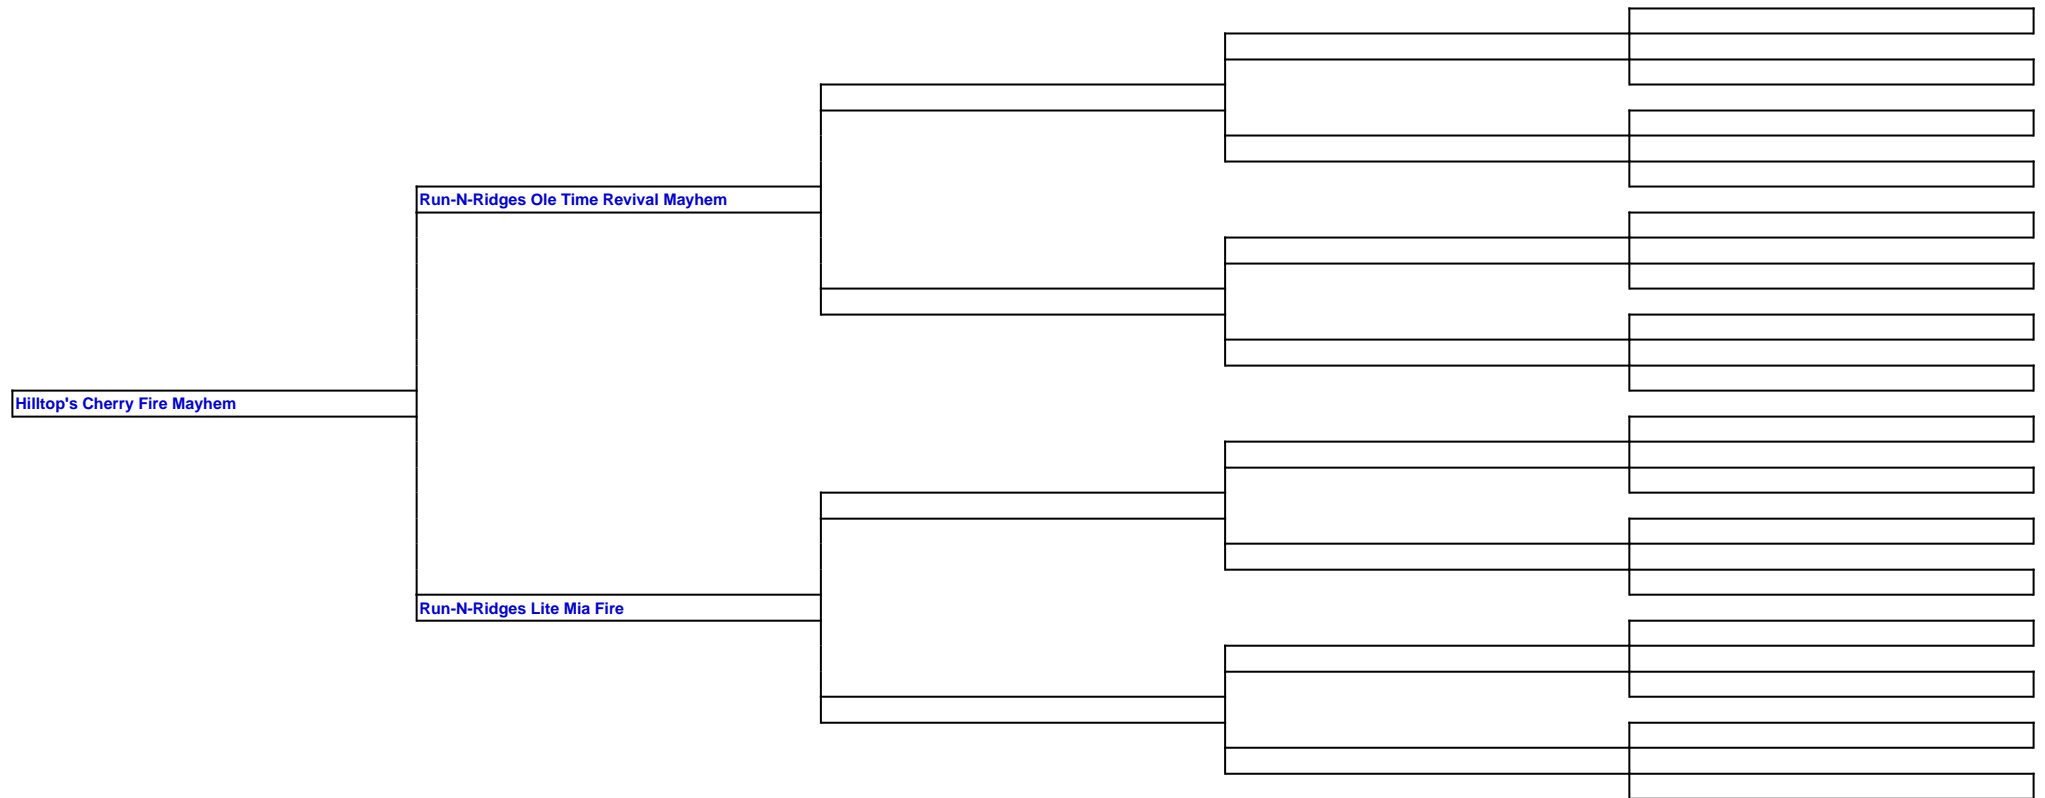 Run-N-Ridges Ole Time Revival Mayhem
Hilltop's Cherry Fire Mayhem
Run-N-Ridges Lite Mia Fire